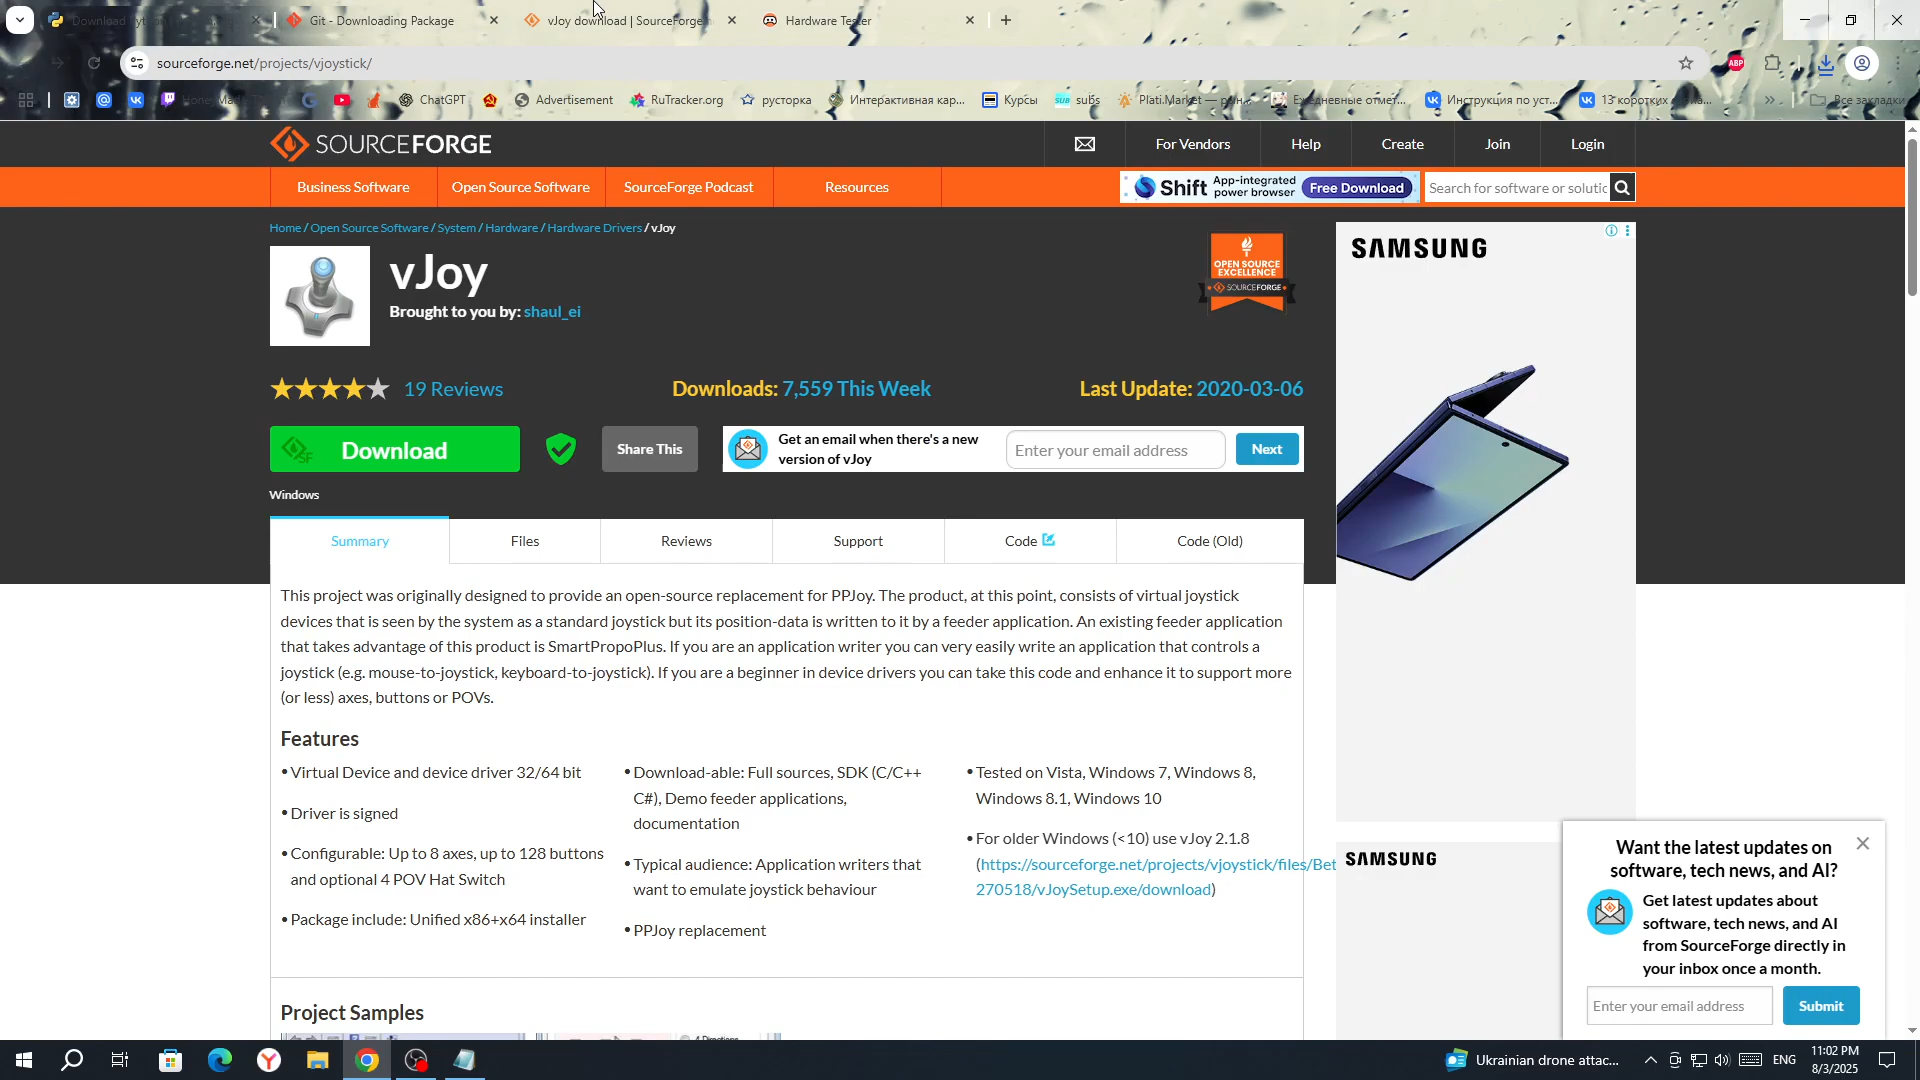 Git - Downloading Package
vJoy download | SourceForge
Hardware Tester
sourceforge.net/projects/vjoystick/
ABP
ChatGPT
Advertisement
RuTracker.org
русторка
Интерактивная кар...
Курсы
SUB subs
Plati.Market — рын...
Ежедневные отмет...
Инструкция по уст...
Все закладки
SOURCEFORGE
For Vendors
Help
Create
Join
Login
Business Software
Open Source Software
SourceForge Podcast
Resources
Shift App-integrated power browser Free Download
Search for software or solutic
Home / Open Source Software / System / Hardware / Hardware Drivers / vJoy
vJoy
Brought to you by: shaul_ei
OPEN SOURCE
EXCELLENCE
SOURCEFORGE
SAMSUNG
19 Reviews
Downloads: 7,559 This Week
Last Update: 2020-03-06
SF Download
Share This
Get an email when there's a new
version of vJoy
Enter your email address
Next
Windows
Summary
Files
Reviews
Support
Code
Code (Old)
This project was originally designed to provide an open-source replacement for PPJoy. The product, at this point, consists of virtual joystick
devices that is seen by the system as a standard joystick but its position-data is written to it by a feeder application. An existing feeder application
that takes advantage of this product is SmartPropoPlus. If you are an application writer you can very easily write an application that controls a
joystick (e.g. mouse-to-joystick, keyboard-to-joystick). If you are a beginner in device drivers you can take this code and enhance it to support more
(or less) axes, buttons or POVs.
Features
• Virtual Device and device driver 32/64 bit
• Driver is signed
• Configurable: Up to 8 axes, up to 128 buttons
and optional 4 POV Hat Switch
• Package include: Unified x86+x64 installer
• Download-able: Full sources, SDK (C/C++
C#), Demo feeder applications,
documentation
• Typical audience: Application writers that
want to emulate joystick behaviour
• PPJoy replacement
• Tested on Vista, Windows 7, Windows 8,
Windows 8.1, Windows 10
• For older Windows (<10) use vJoy 2.1.8
(https://sourceforge.net/projects/vjoystick/files/Bet
270518/vJoySetup.exe/download)
SAMSUNG
Want the latest updates on
software, tech news, and AI?
Get latest updates about
software, tech news, and AI
from SourceForge directly in
your inbox once a month.
Enter your email address
Submit
Project Samples
Ukrainian drone attac...
ENG
11:02 PM
8/3/2025